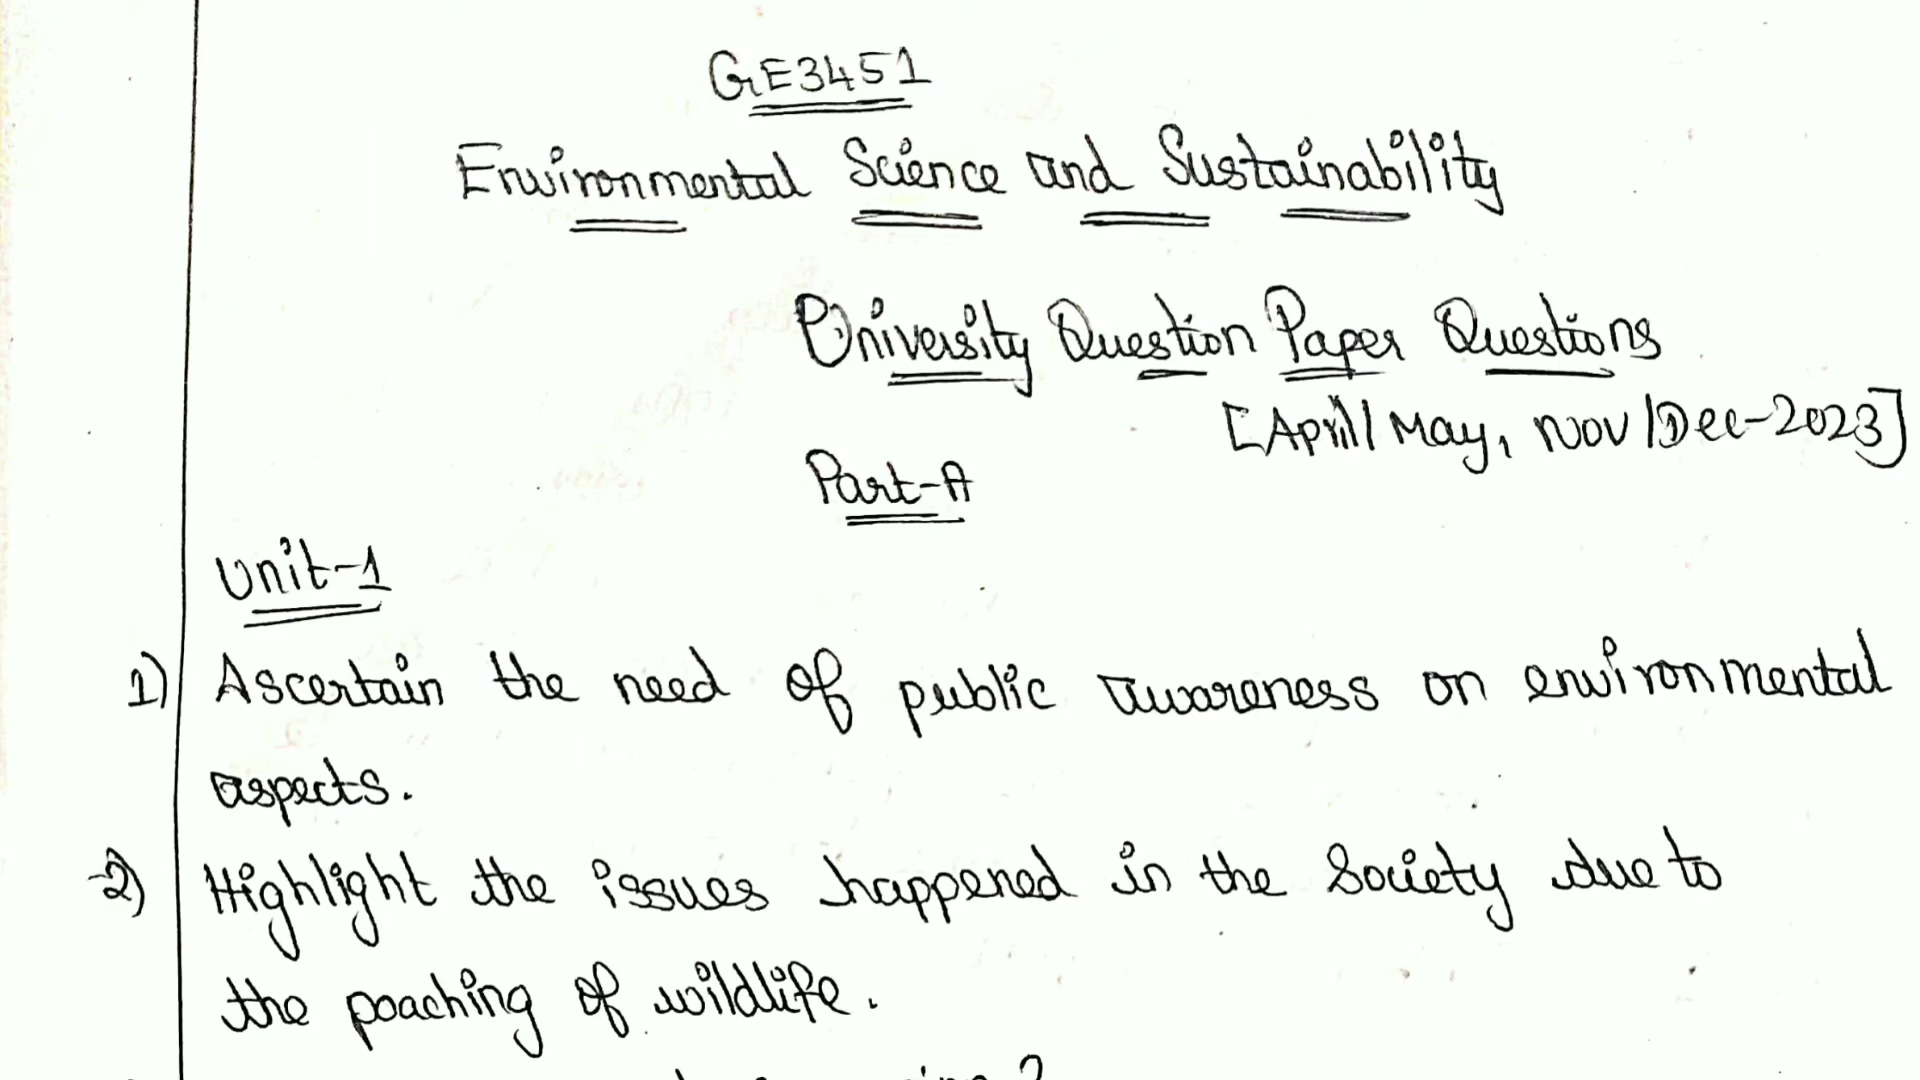 GE3451
Environmental Science and Sustainability
University Question Paper Questions
[April/May, Nov/Dec-2023]
Part-A
Unit-1
1) Ascertain the need of public awareness on environmental
aspects.
2) Highlight the issues happened in the Society due to
the poaching of wildlife.